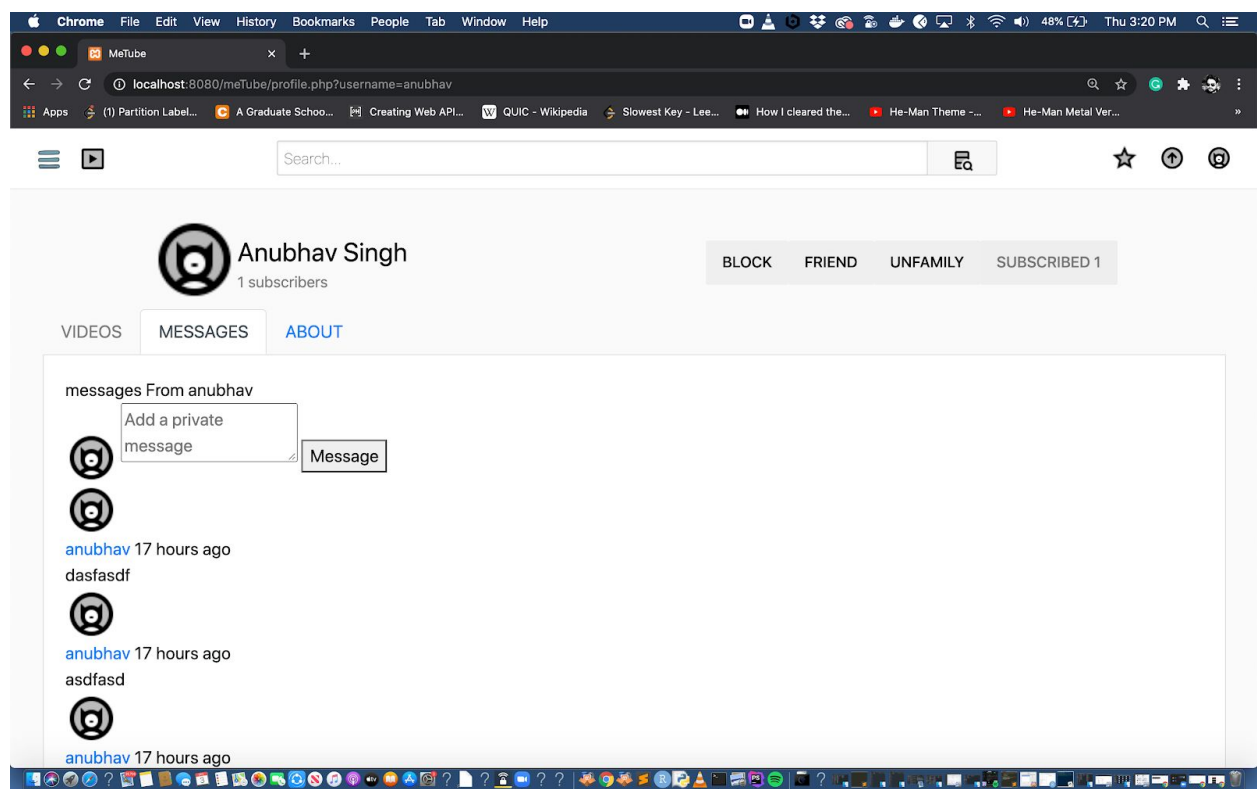 Chrome File Edit View History Bookmarks People Tab Window Help 48% Thu 3:20 PM
MeTube
localhost:8080/meTube/profile.php?username=anubhav
Apps (1) Partition Label... A Graduate Schoo... Creating Web API... QUIC - Wikipedia Slowest Key - Lee... How I cleared the... He-Man Theme -... He-Man Metal Ver... »
Search...
Anubhav Singh
1 subscribers
BLOCK FRIEND UNFAMILY SUBSCRIBED 1
VIDEOS MESSAGES ABOUT
messages From anubhav
Add a private
message
Message
anubhav 17 hours ago
dasfasdf
anubhav 17 hours ago
asdfasd
anubhav 17 hours ago